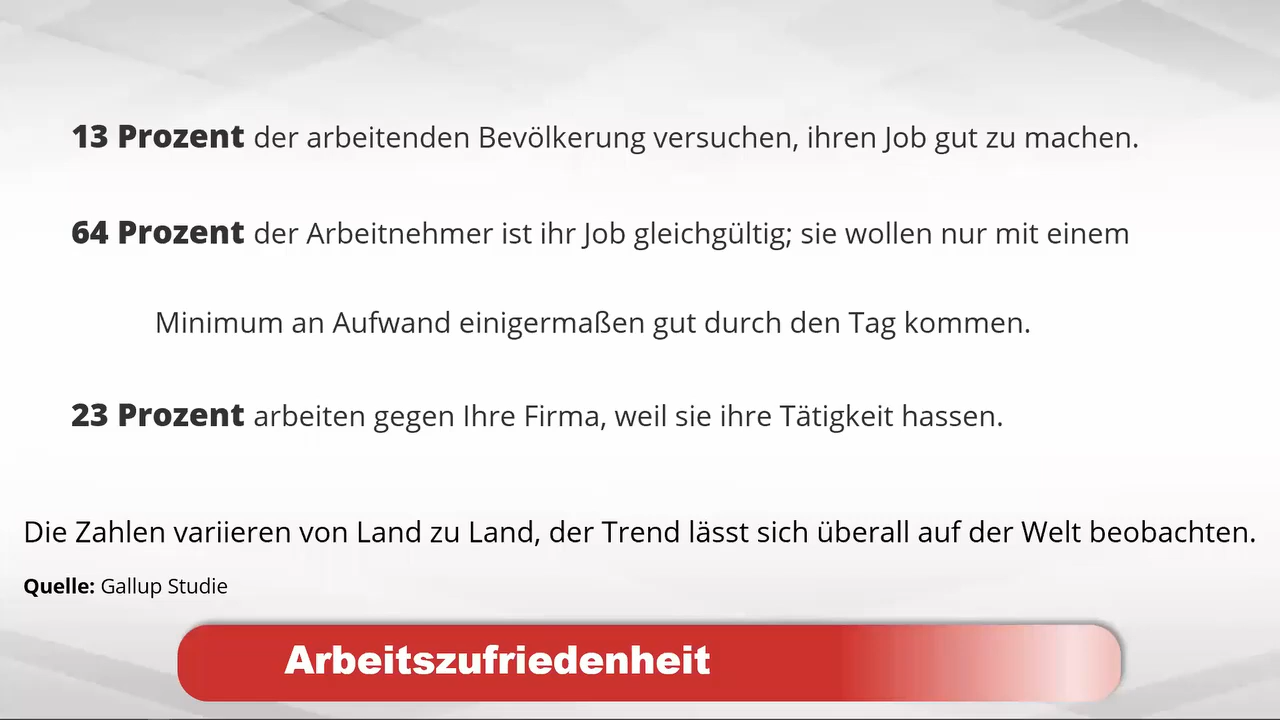 13 Prozent der arbeitenden Bevölkerung versuchen, ihren Job gut zu machen.
64 Prozent der Arbeitnehmer ist ihr Job gleichgültig; sie wollen nur mit einem
Minimum an Aufwand einigermaßen gut durch den Tag kommen.
23 Prozent arbeiten gegen Ihre Firma, weil sie ihre Tätigkeit hassen.
Die Zahlen variieren von Land zu Land, der Trend lässt sich überall auf der Welt beobachten.
Quelle: Gallup Studie
Arbeitszufriedenheit